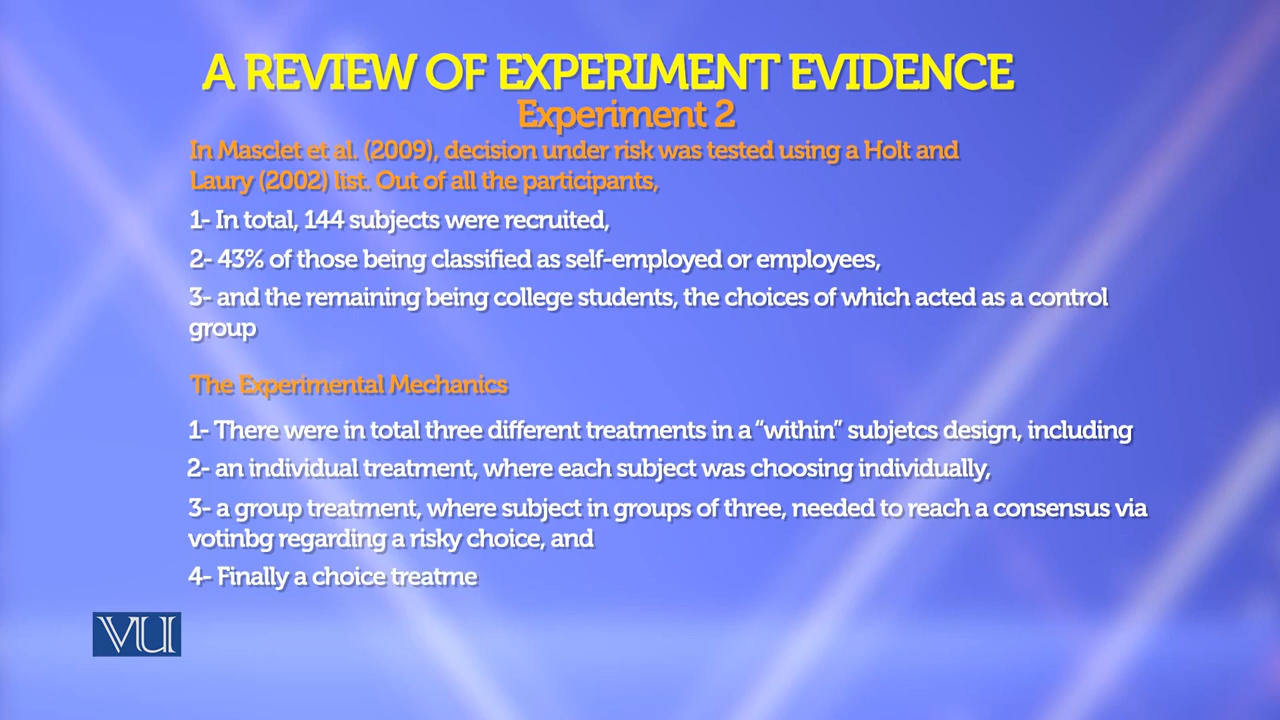 A REVIEW OF EXPERIMENT EVIDENCE
Experiment 2
In Masclet et al. (2009), decision under risk was tested using a Holt and
Laury (2002) list. Out of all the participants,
1- In total, 144 subjects were recruited,
2- 43% of those being classified as self-employed or employees,
3- and the remaining being college students, the choices of which acted as a control
group
The Experimental Mechanics
1- There were in total three different treatments in a “within” subjetcs design, including
2- an individual treatment, where each subject was choosing individually,
3- a group treatment, where subject in groups of three, needed to reach a consensus via
votinbg regarding a risky choice, and
4- Finally a choice treatme
VU